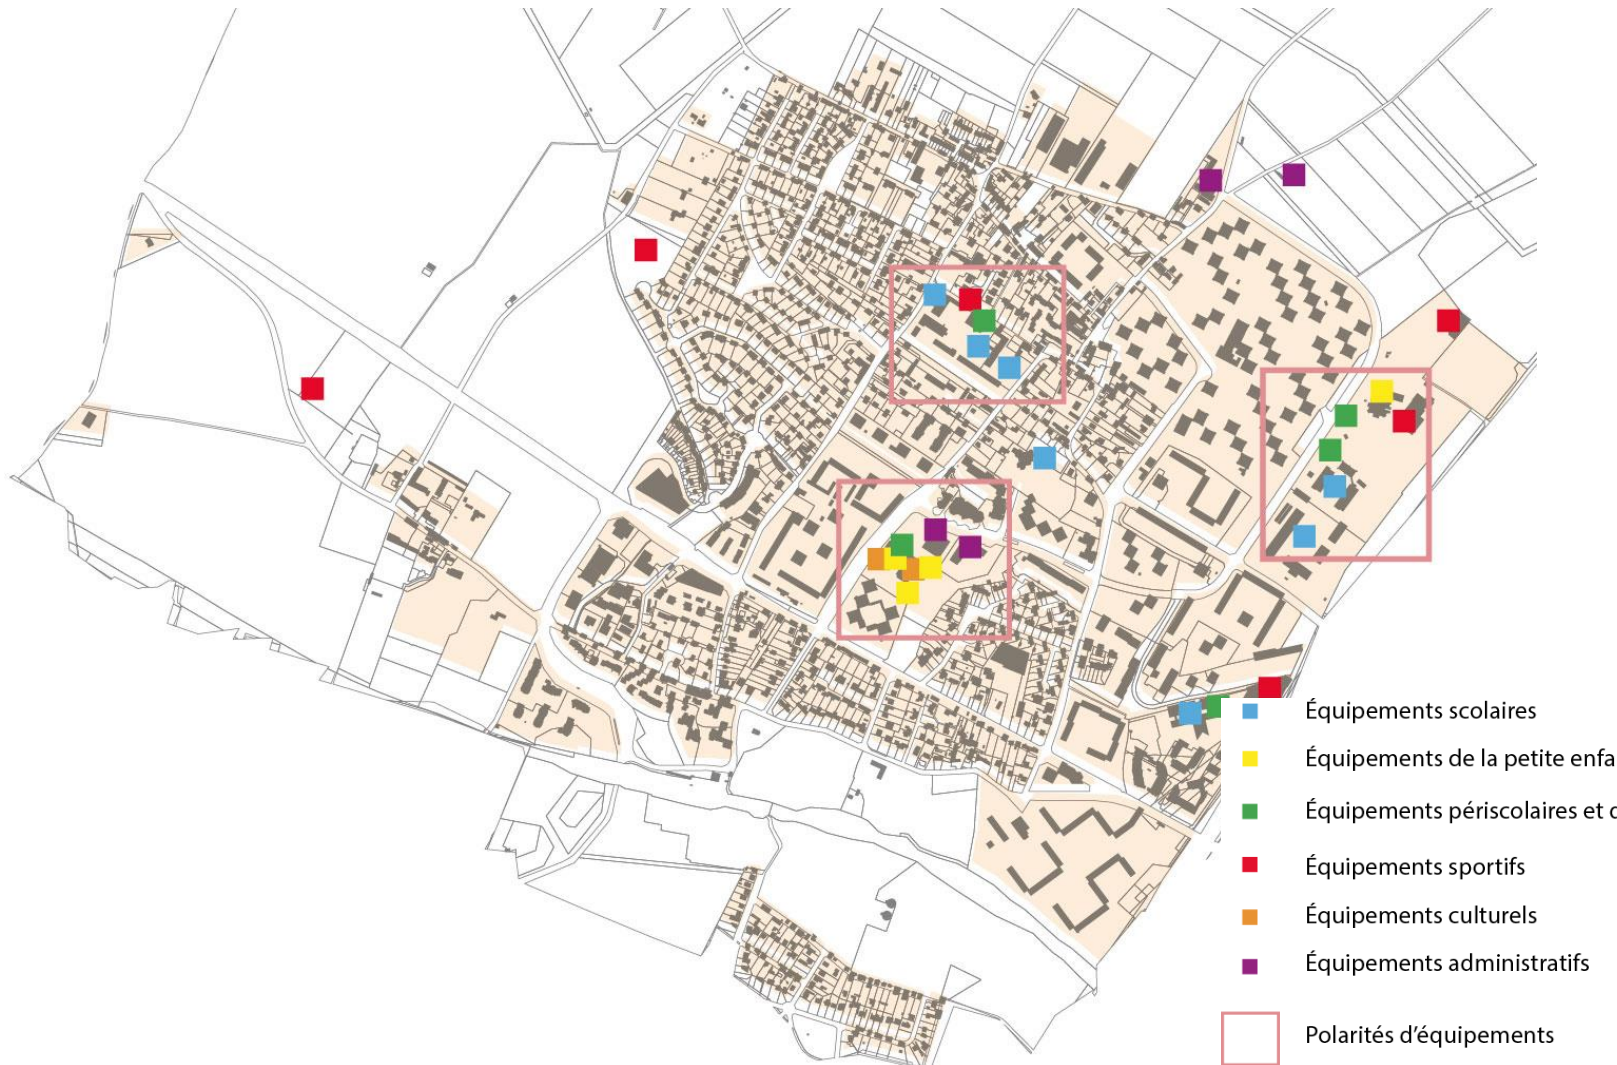 Équipements scolaires
Équipements de la petite enfa
Équipements périscolaires et d
Équipements sportifs
Équipements culturels
Équipements administratifs
Polarités d’équipements